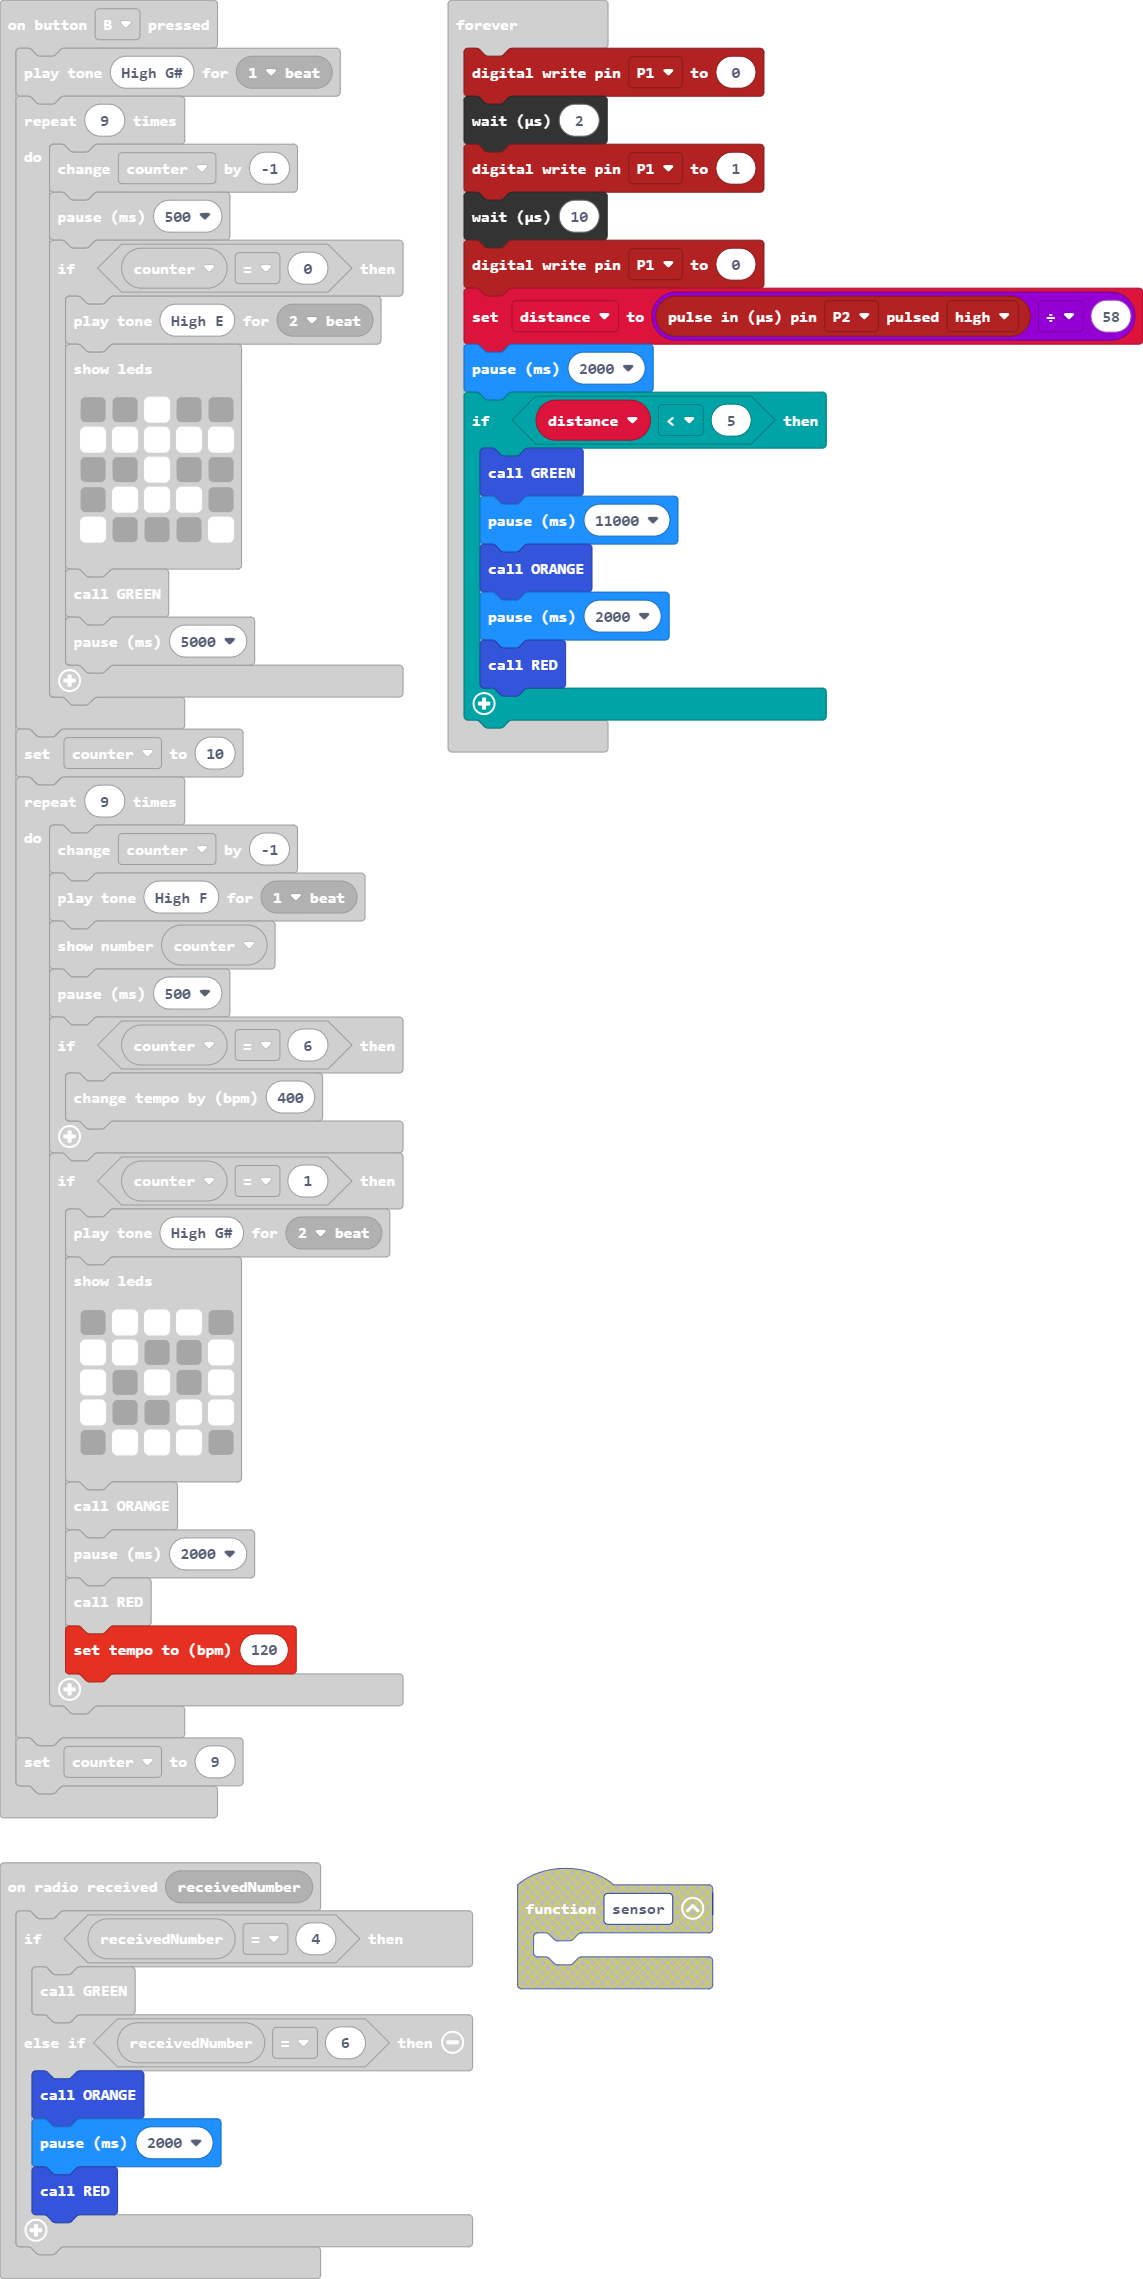 on button B pressed
play tone High G# for 1 beat
repeat 9 times
do
change counter by -1
pause (ms) 500
if counter = 0 then
play tone High E for 2 beat
show leds
call GREEN
pause (ms) 5000
set counter to 10
repeat 9 times
do
change counter by -1
play tone High F for 1 beat
show number counter
pause (ms) 500
if counter = 6 then
change tempo by (bpm) 400
if counter = 1 then
play tone High G# for 2 beat
show leds
call ORANGE
pause (ms) 2000
call RED
set tempo to (bpm) 120
set counter to 9
forever
digital write pin P1 to 0
wait (µs) 2
digital write pin P1 to 1
wait (µs) 10
digital write pin P1 to 0
set distance to pulse in (µs) pin P2 pulsed high ÷ 58
pause (ms) 2000
if distance < 5 then
call GREEN
pause (ms) 11000
call ORANGE
pause (ms) 2000
call RED
on radio received receivedNumber
if receivedNumber = 4 then
call GREEN
else if receivedNumber = 6 then
call ORANGE
pause (ms) 2000
call RED
function sensor